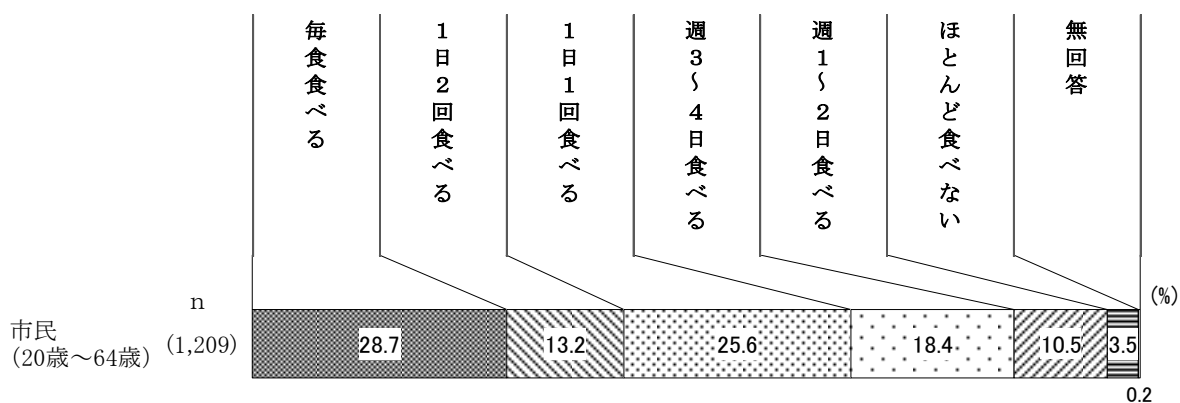 毎食食べる
1日2回食べる
1日1回食べる
週3～4日食べる
週1～2日食べる
ほとんど食べない
無回答
(%)
n
市民
(20歳～64歳)
(1,209)
28.7
13.2
25.6
18.4
10.5
3.5
0.2